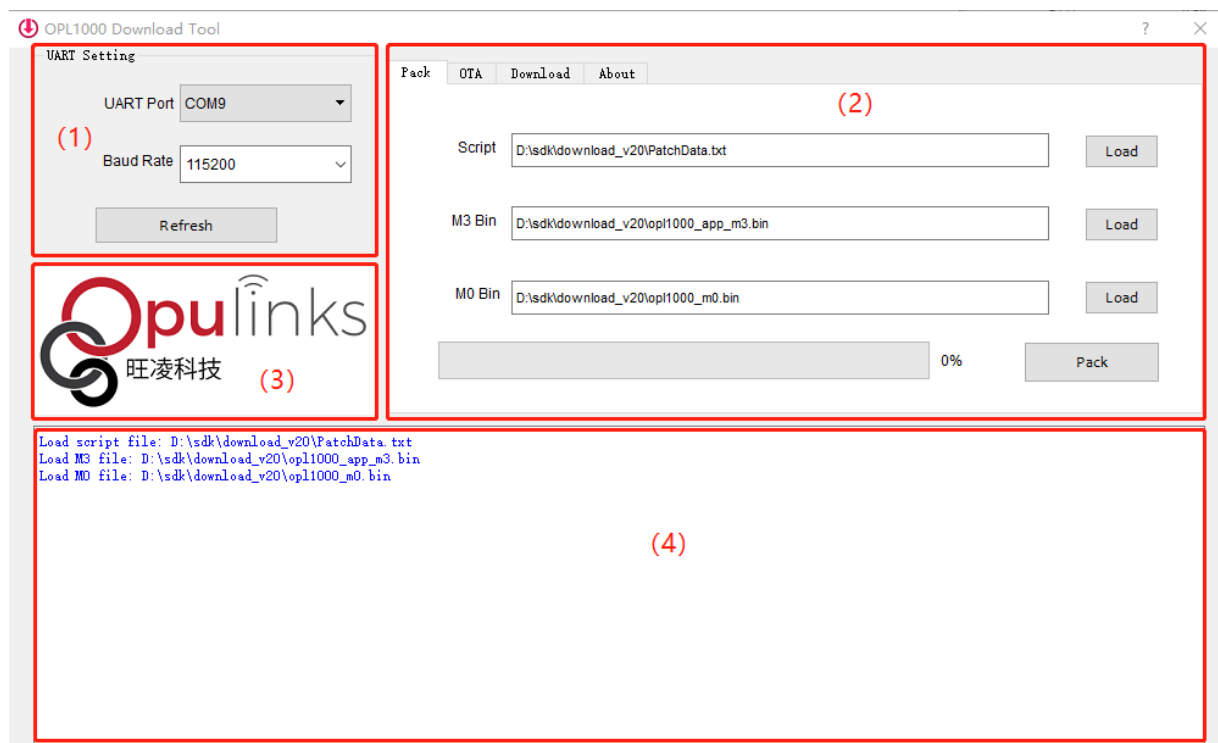 OPL1000 Download Tool
?
UART Setting
UART Port COM9
(1)
Baud Rate 115200
Refresh
Pack OTA Download About
(2)
Script D:\sdk\download_v20\PatchData.txt Load
M3 Bin D:\sdk\download_v20\opl1000_app_m3.bin Load
M0 Bin D:\sdk\download_v20\opl1000_m0.bin Load
0% Pack
Opulinks
旺凌科技
(3)
Load script file: D:\sdk\download_v20\PatchData.txt
Load M3 file: D:\sdk\download_v20\opl1000_app_m3.bin
Load M0 file: D:\sdk\download_v20\opl1000_m0.bin
(4)